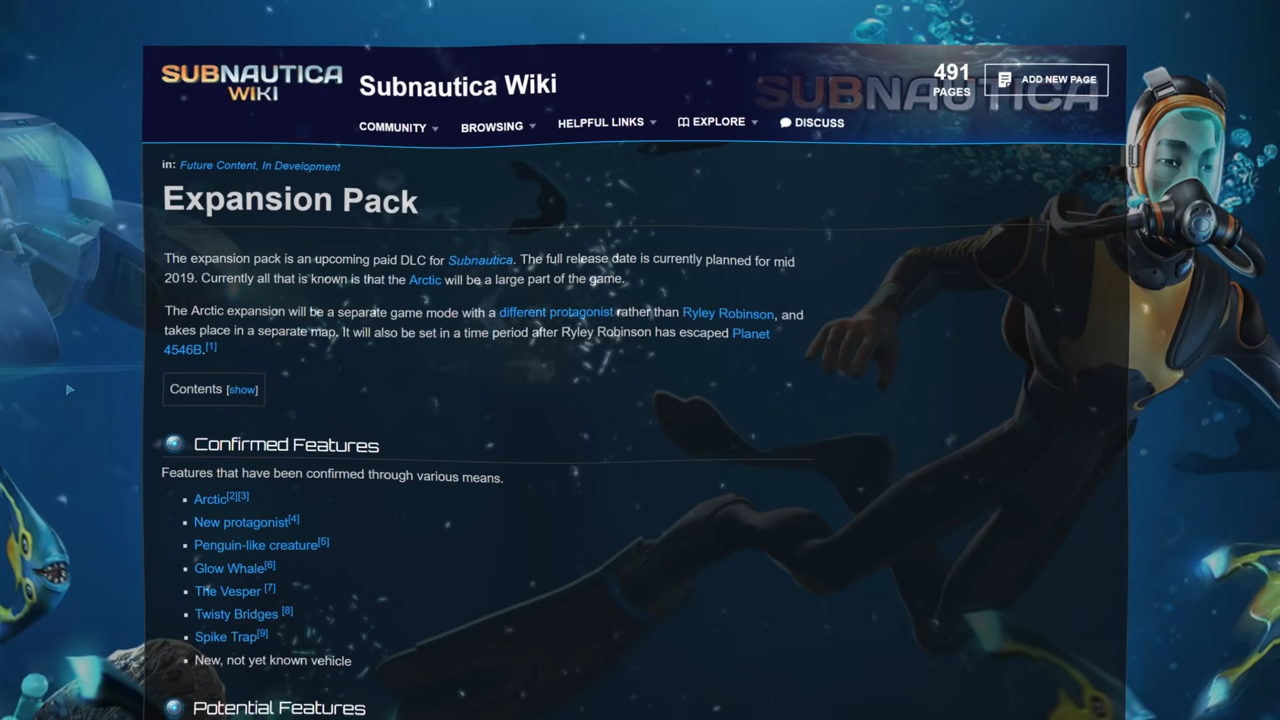 SUBNAUTICA
WIKI
Subnautica Wiki
SUBNAUTICA
491
PAGES
ADD NEW PAGE
COMMUNITY
BROWSING
HELPFUL LINKS
EXPLORE
DISCUSS
in: Future Content, In Development
Expansion Pack
The expansion pack is an upcoming paid DLC for Subnautica. The full release date is currently planned for mid
2019. Currently all that is known is that the Arctic will be a large part of the game.
The Arctic expansion will be a separate game mode with a different protagonist rather than Ryley Robinson, and
takes place in a separate map. It will also be set in a time period after Ryley Robinson has escaped Planet
4546B.[1]
Contents [show]
Confirmed Features
Features that have been confirmed through various means.
Arctic[2][3]
New protagonist[4]
Penguin-like creature[5]
Glow Whale[6]
The Vesper [7]
Twisty Bridges [8]
Spike Trap[9]
New, not yet known vehicle
Potential Features